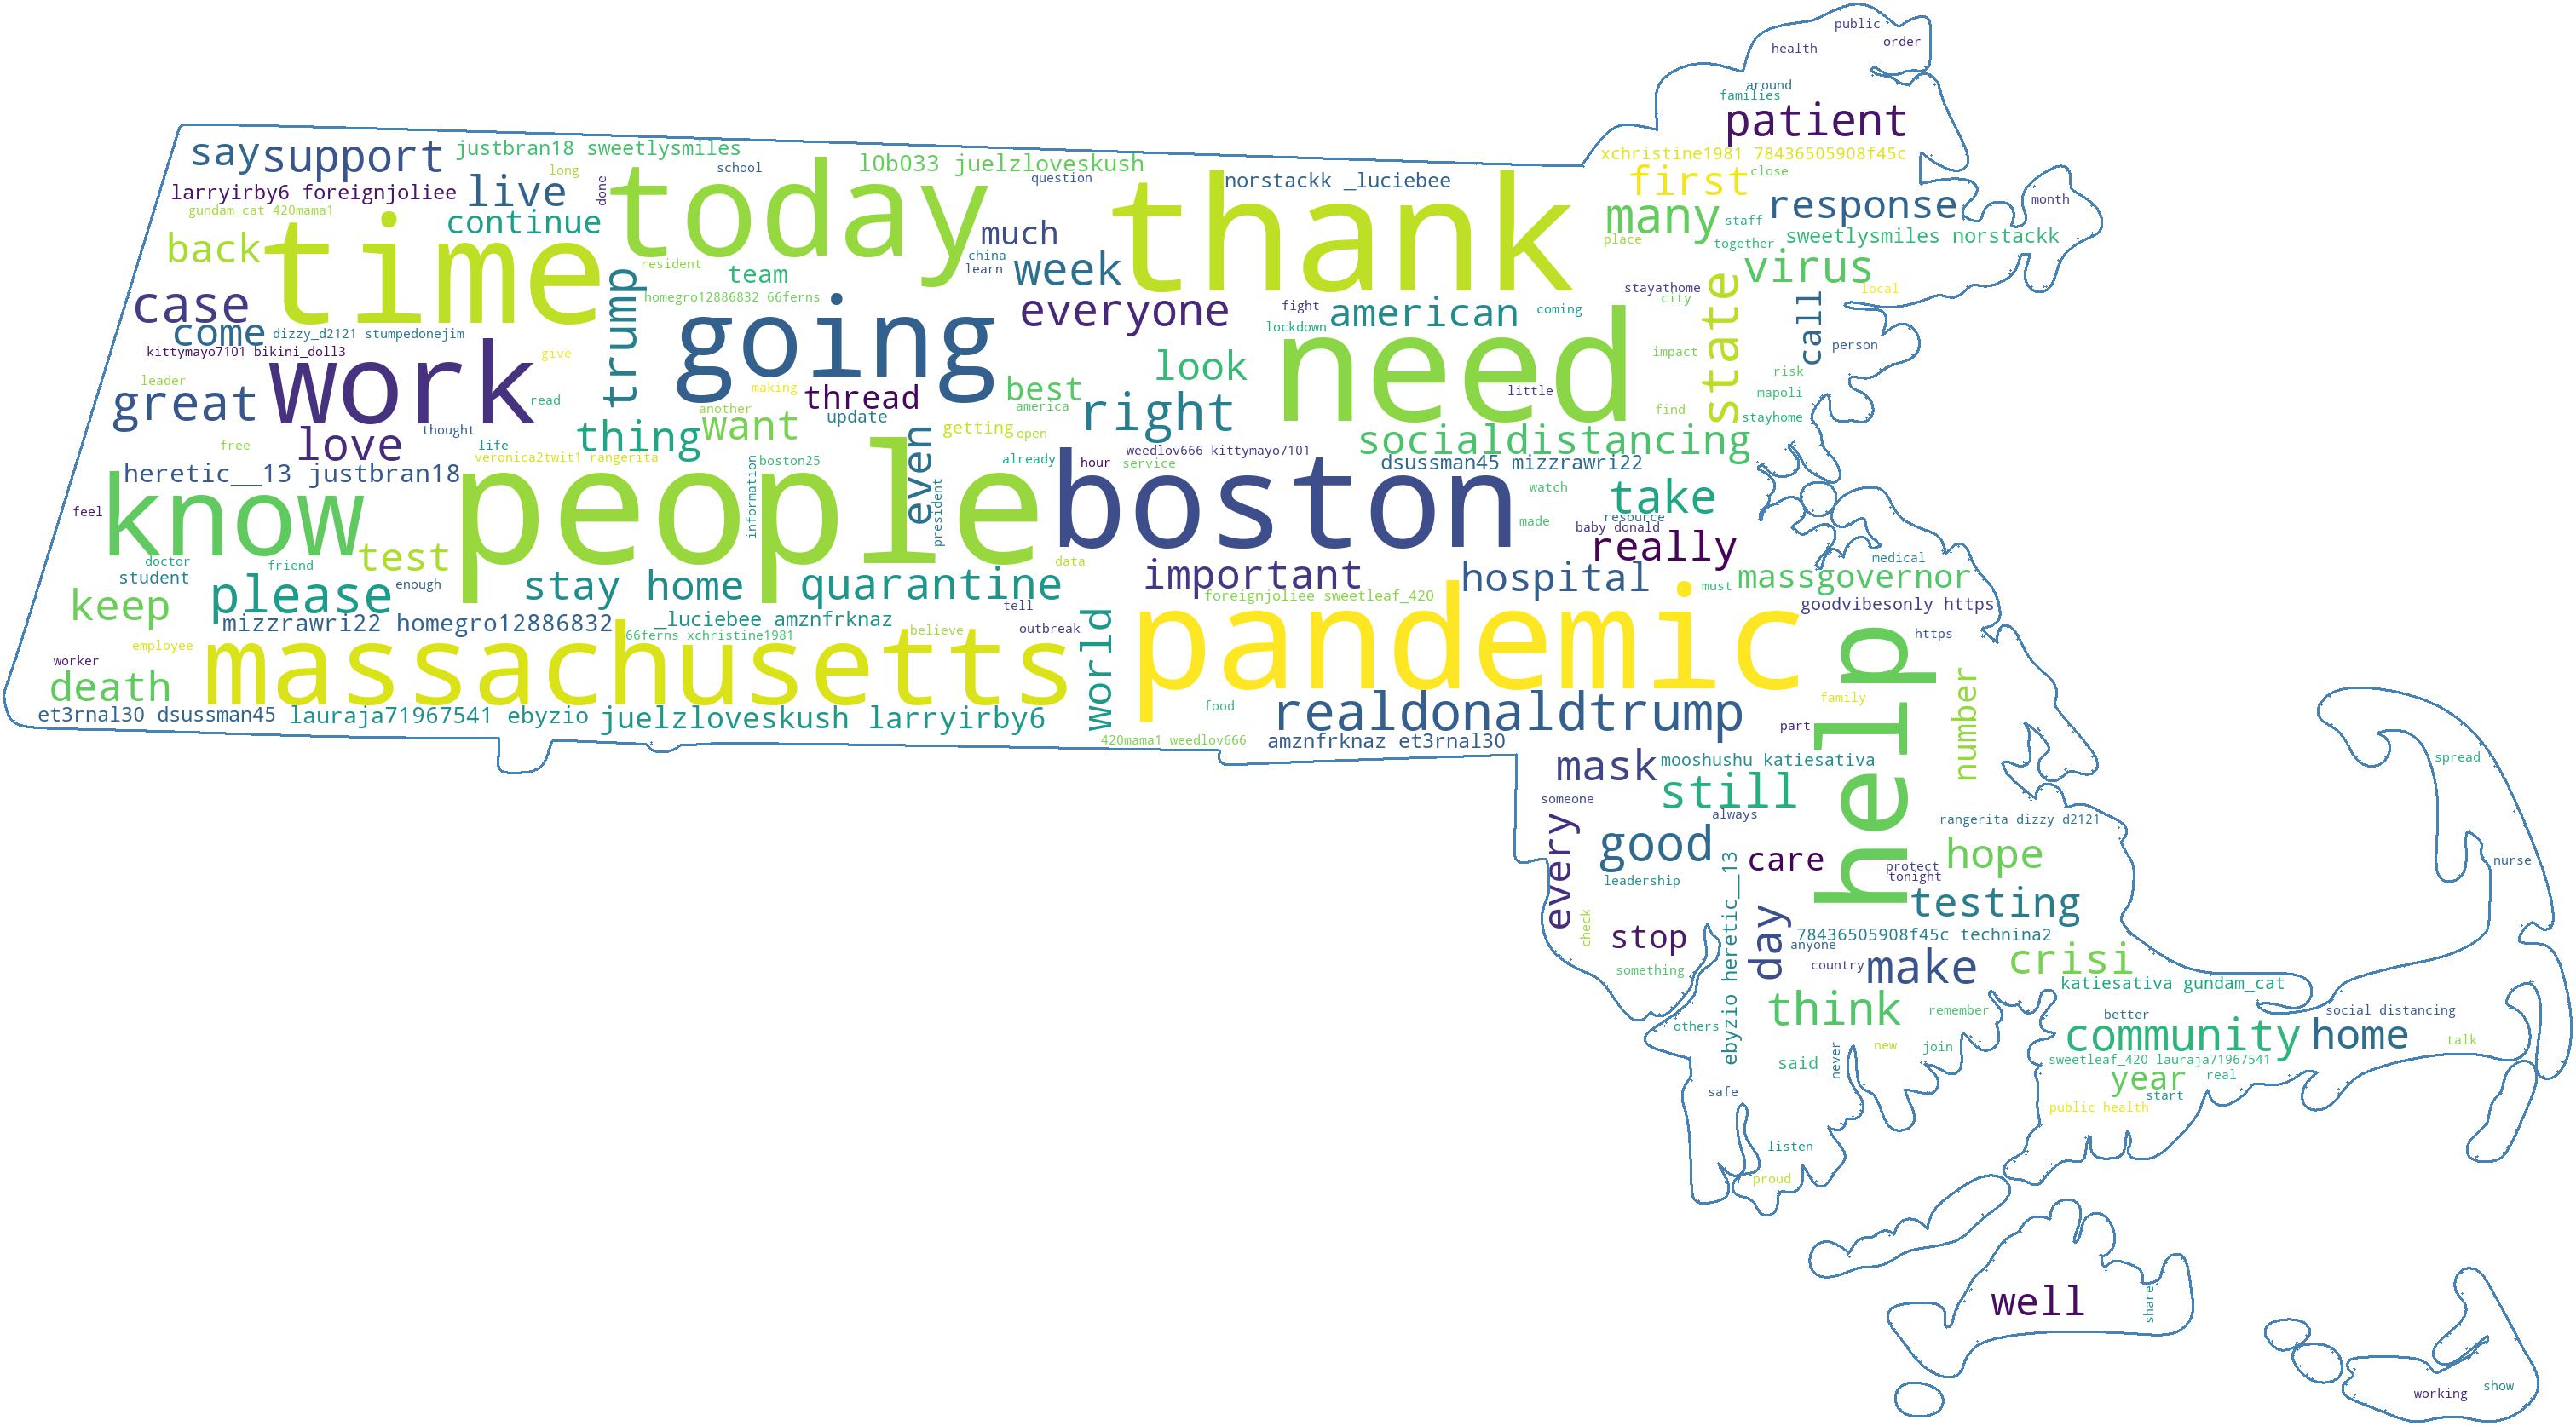 public
health
order
around
families
patient
say
support
justbran18 sweetlysmiles
l0b033 juelzloveskush
xchristine1981 78436505908f45c
long
school
question
norstackk _luciebee
first
close
larryirby6 foreignjoliee
live
done
today
thank
many
staff
response
month
gundam_cat 420mama1
continue
much
place
together
sweetlysmiles norstackk
back
time
resident
team
china
learn
week
virus
case
trump
homegro12886832 66ferns
everyone
fight
american
coming
stayathome
city
state
local
call
come
dizzy_d2121 stumpedonejim
going
lockdown
need
person
kittymayo7101 bikini_doll3
give
look
impact
leader
work
making
thread
best
little
risk
mapoli
great
read
another
update
america
right
find
stayhome
love
thought
thing
want
getting
open
socialdistancing
free
life
even
weedlov666 kittymayo7101
heretic__13 justbran18
veronica2twit1 rangerita
information
boston25
already
hour
service
dsussman45 mizzrawri22
know
people
president
boston
watch
take
feel
made
resource
baby donald
really
doctor
friend
test
data
medical
student
please
enough
stay home
quarantine
important
hospital
must
massgovernor
keep
tell
foreignjoliee sweetleaf_420
goodvibesonly https
mizzrawri22 homegro12886832
_luciebee amznfrknaz
outbreak
world
pandemic
help
https
employee
massachusetts
66ferns xchristine1981
believe
worker
death
number
et3rnal30 dsussman45
lauraja71967541 ebyzio
juelzloveskush larryirby6
food
realdonaldtrump
family
part
420mama1 weedlov666
amznfrknaz et3rnal30
mask
mooshushu katiesativa
spread
someone
still
always
rangerita dizzy_d2121
every
good
care
protect
tonight
hope
nurse
leadership
ebyzio heretic__13
testing
check
stop
day
anyone
78436505908f45c technina2
something
country
make
crisi
katiesativa gundam_cat
think
remember
better
social distancing
others
community
home
talk
said
never
new
join
sweetleaf_420 lauraja71967541
year
real
safe
start
public health
listen
proud
well
share
working
show